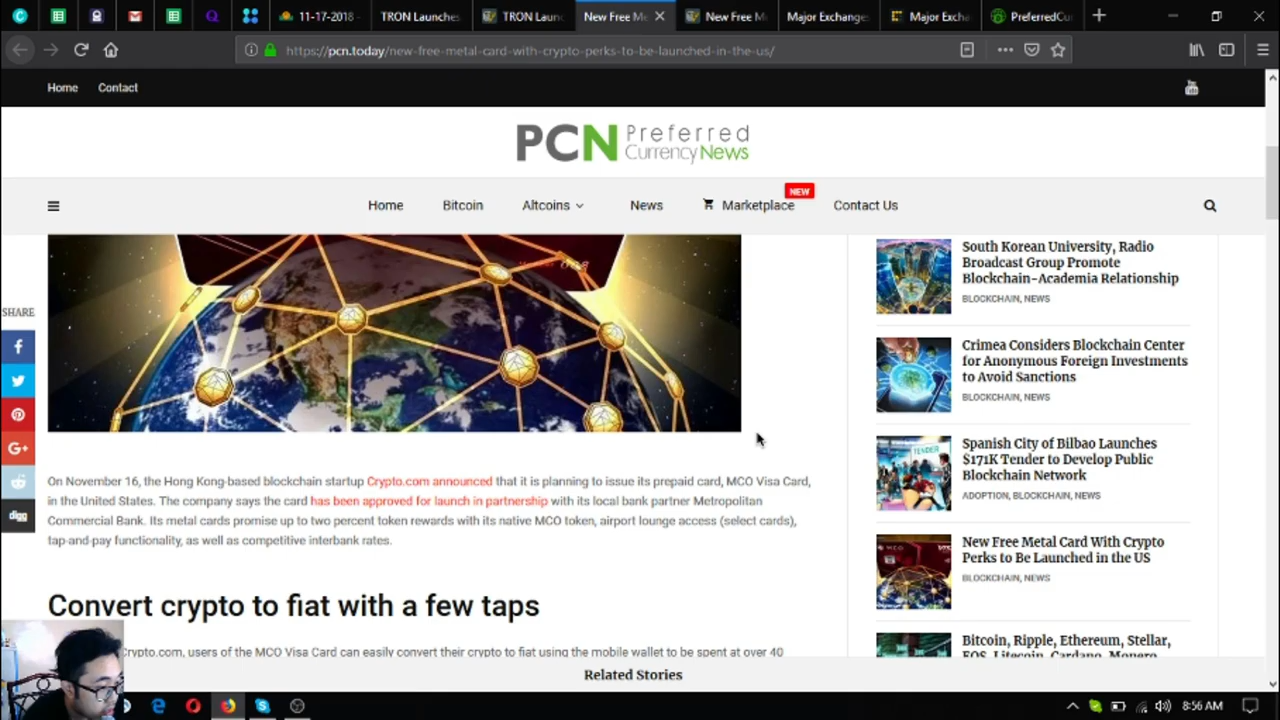 11-17-2018 -
TRON Launches
TRON Laun
New Free Me
New Free M
Major Exchange
Major Excha
PreferredCur
https://pcn.today/new-free-metal-card-with-crypto-perks-to-be-launched-in-the-us/
Home
Contact
PCN Preferred
CurrencyNews
NEW
Home
Bitcoin
Altcoins
News
Marketplace
Contact Us
SHARE
digg
On November 16, the Hong Kong-based blockchain startup Crypto.com announced that it is planning to issue its prepaid card, MCO Visa Card,
in the United States. The company says the card has been approved for launch in partnership with its local bank partner Metropolitan
Commercial Bank. Its metal cards promise up to two percent token rewards with its native MCO token, airport lounge access (select cards),
tap-and-pay functionality, as well as competitive interbank rates.
Convert crypto to fiat with a few taps
Crypto.com, users of the MCO Visa Card can easily convert their crypto to fiat using the mobile wallet to be spent at over 40
South Korean University, Radio
Broadcast Group Promote
Blockchain-Academia Relationship
BLOCKCHAIN, NEWS
Crimea Considers Blockchain Center
for Anonymous Foreign Investments
to Avoid Sanctions
BLOCKCHAIN, NEWS
Spanish City of Bilbao Launches
$171K Tender to Develop Public
Blockchain Network
ADOPTION, BLOCKCHAIN, NEWS
New Free Metal Card With Crypto
Perks to Be Launched in the US
BLOCKCHAIN, NEWS
Bitcoin, Ripple, Ethereum, Stellar,
EOS, Litecoin, Cardano, Monero,
Related Stories
8:56 AM